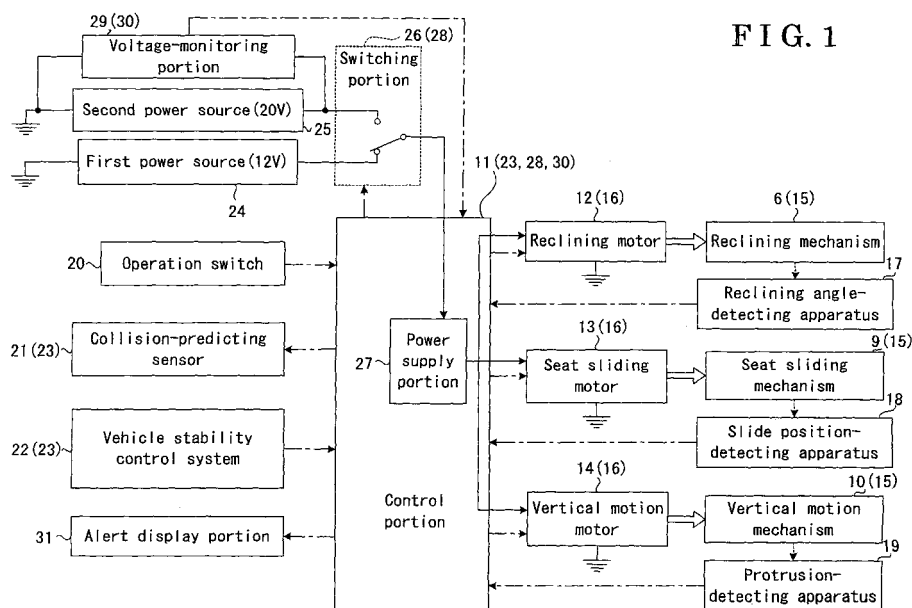 FIG. 1
29(30)
Voltage-monitoring
portion
26(28)
Switching
portion
Second power source(20V)
25
First power source(12V)
24
11(23, 28, 30)
12(16)
Reclining motor
6(15)
Reclining mechanism
17
Reclining angle-
detecting apparatus
20
Operation switch
21(23)
Collision-predicting
sensor
27
Power
supply
portion
13(16)
Seat sliding
motor
9(15)
Seat sliding
mechanism
18
Slide position-
detecting apparatus
22(23)
Vehicle stability
control system
14(16)
Vertical motion
motor
10(15)
Vertical motion
mechanism
19
Protrusion-
detecting apparatus
31
Alert display portion
Control
portion